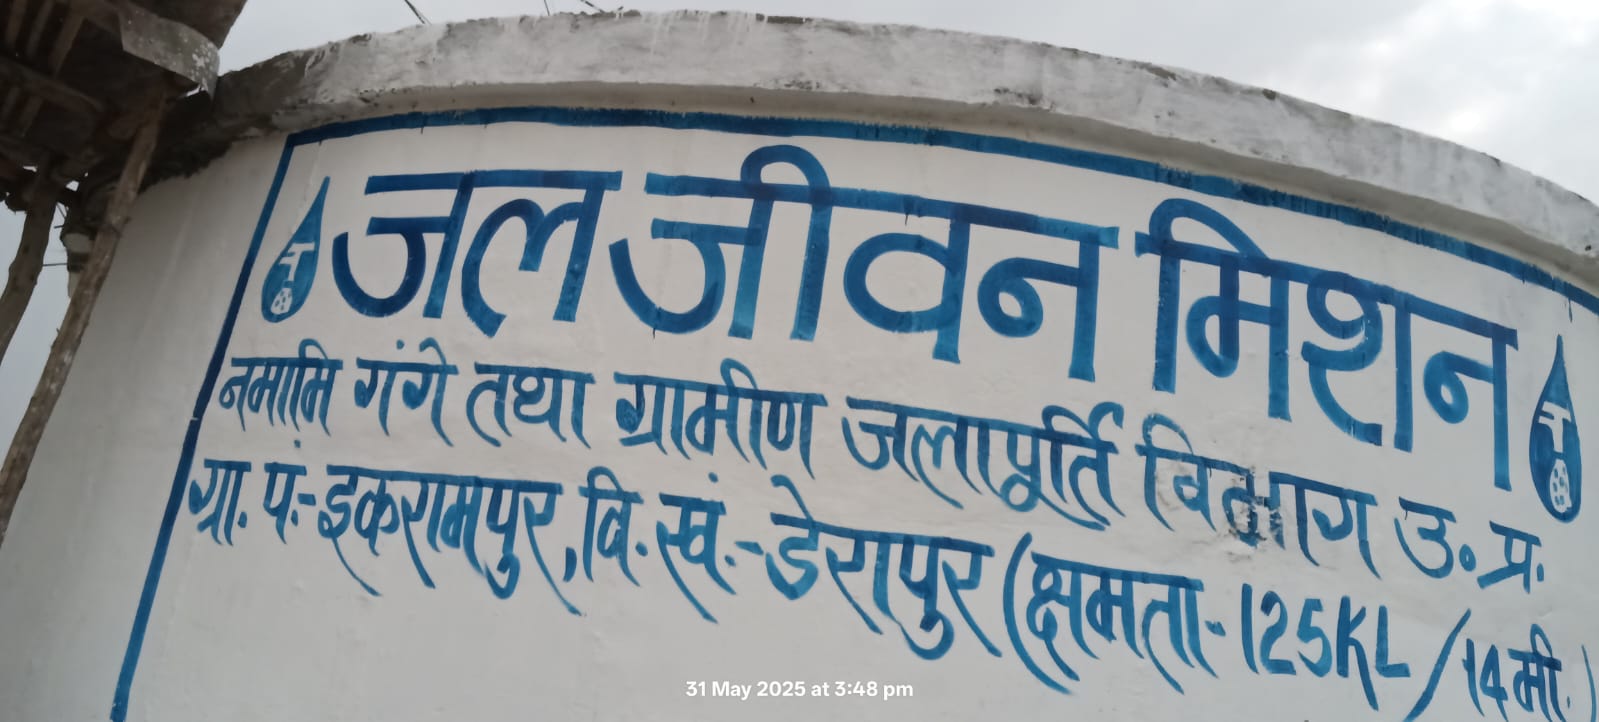 जल जीवन मिशन
नमामि गंगे तथा ग्रामीण जलापूर्ति विभाग उ. प्र.
ग्रा. पं.-इकरामपुर, वि. खं.-डेरापुर (क्षमता-125KL/14मी.)
31 May 2025 at 3:48 pm